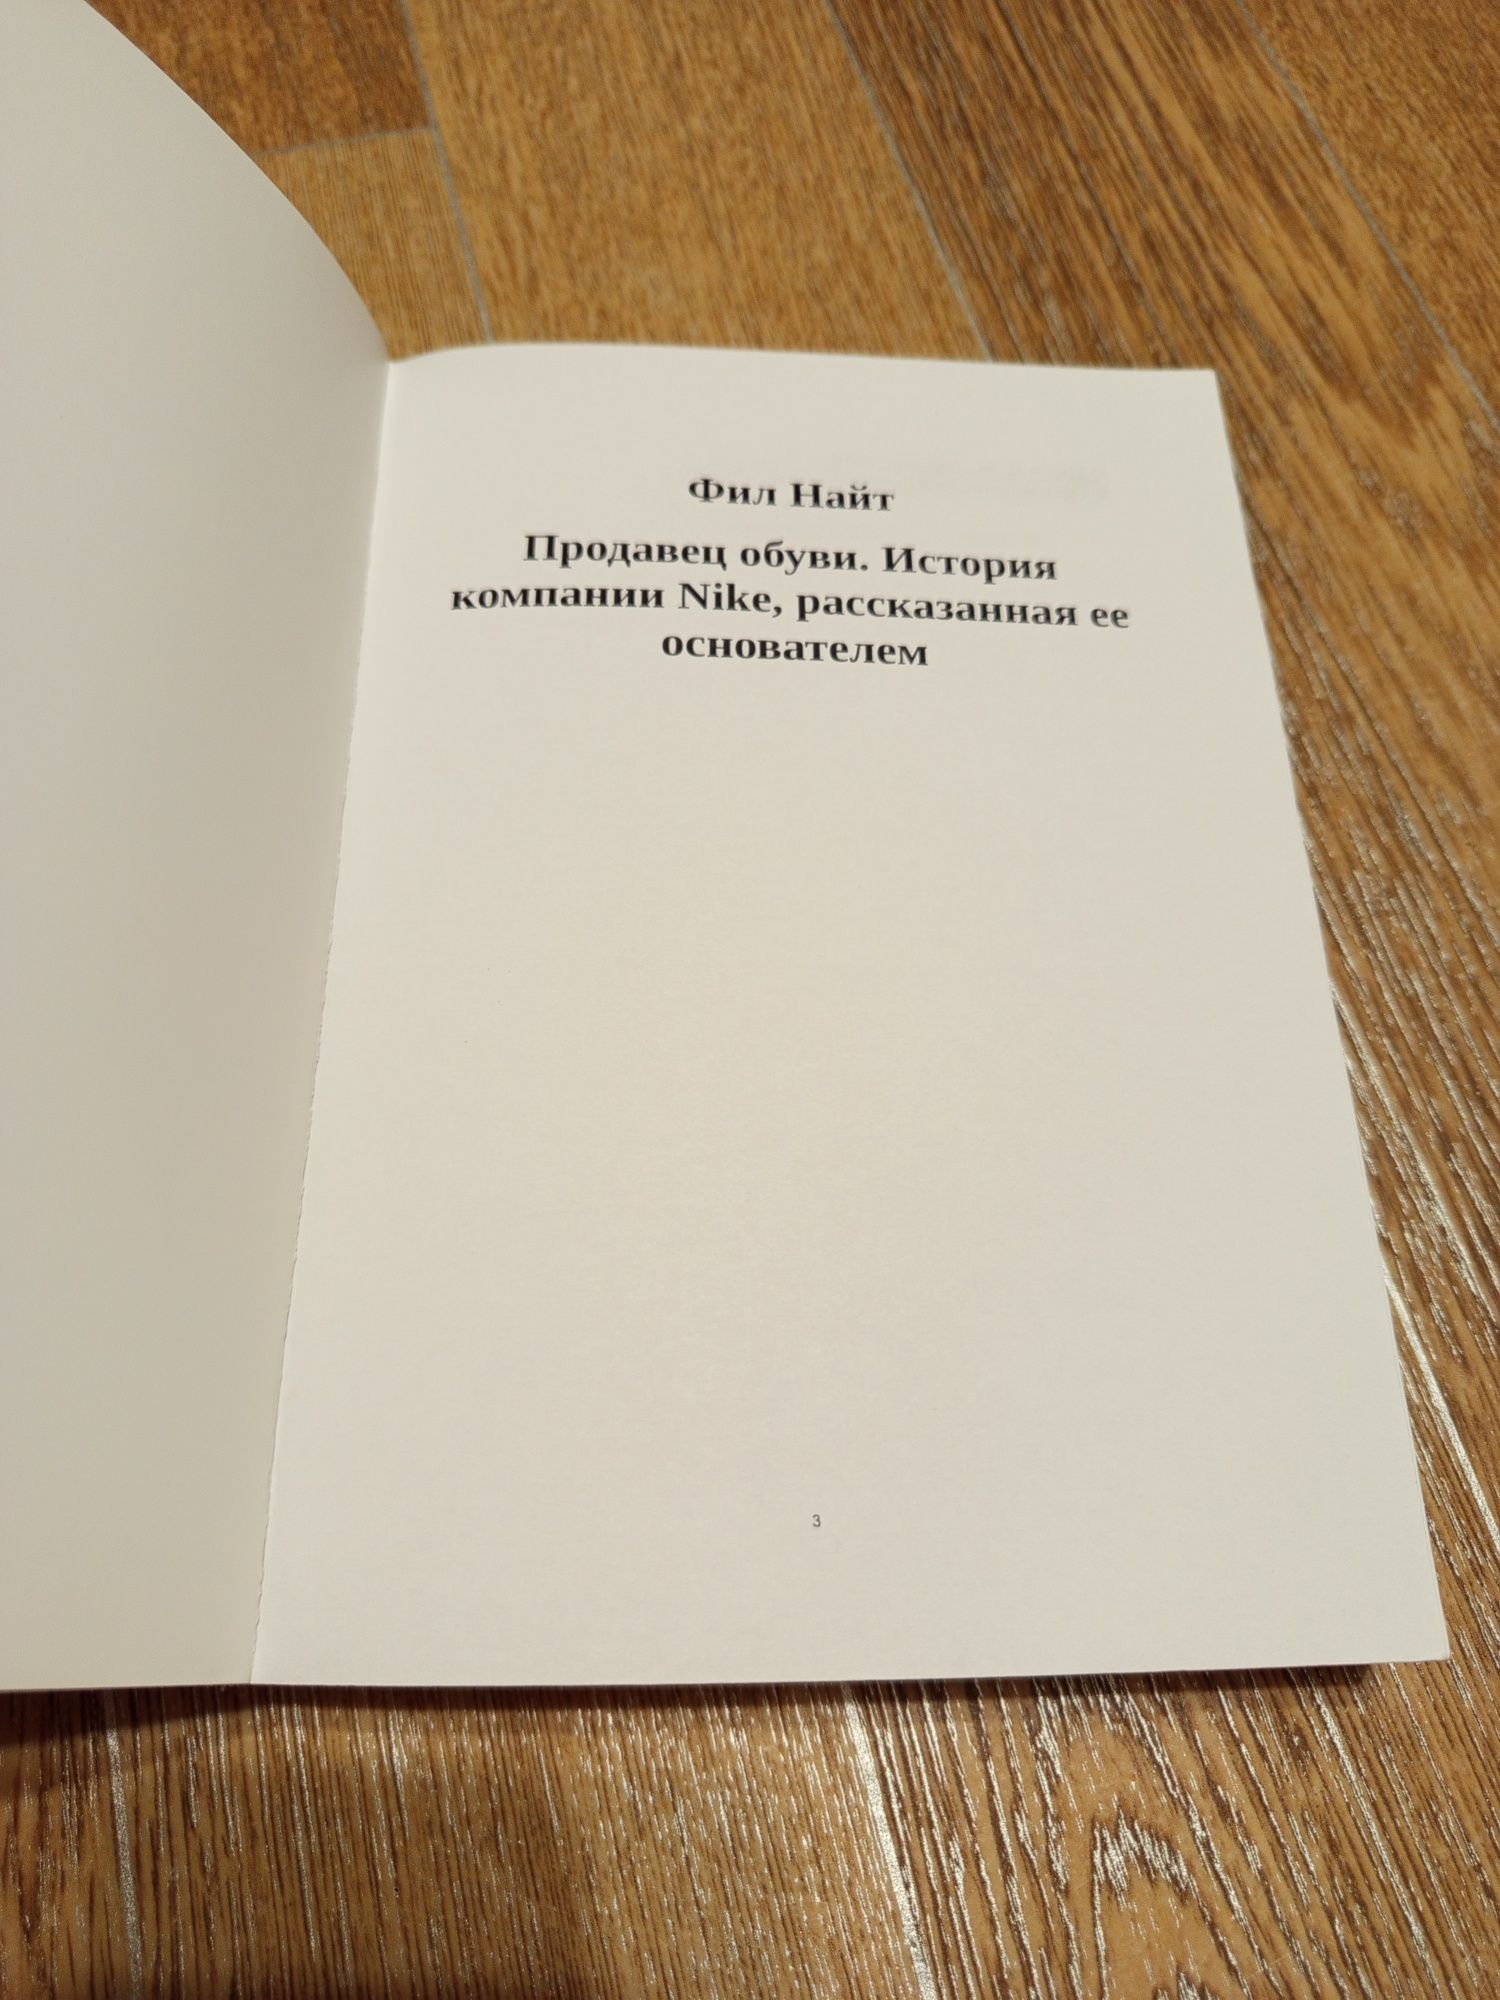 Фил Найт
Продавец обуви. История
компании Nike, рассказанная ее
основателем
3